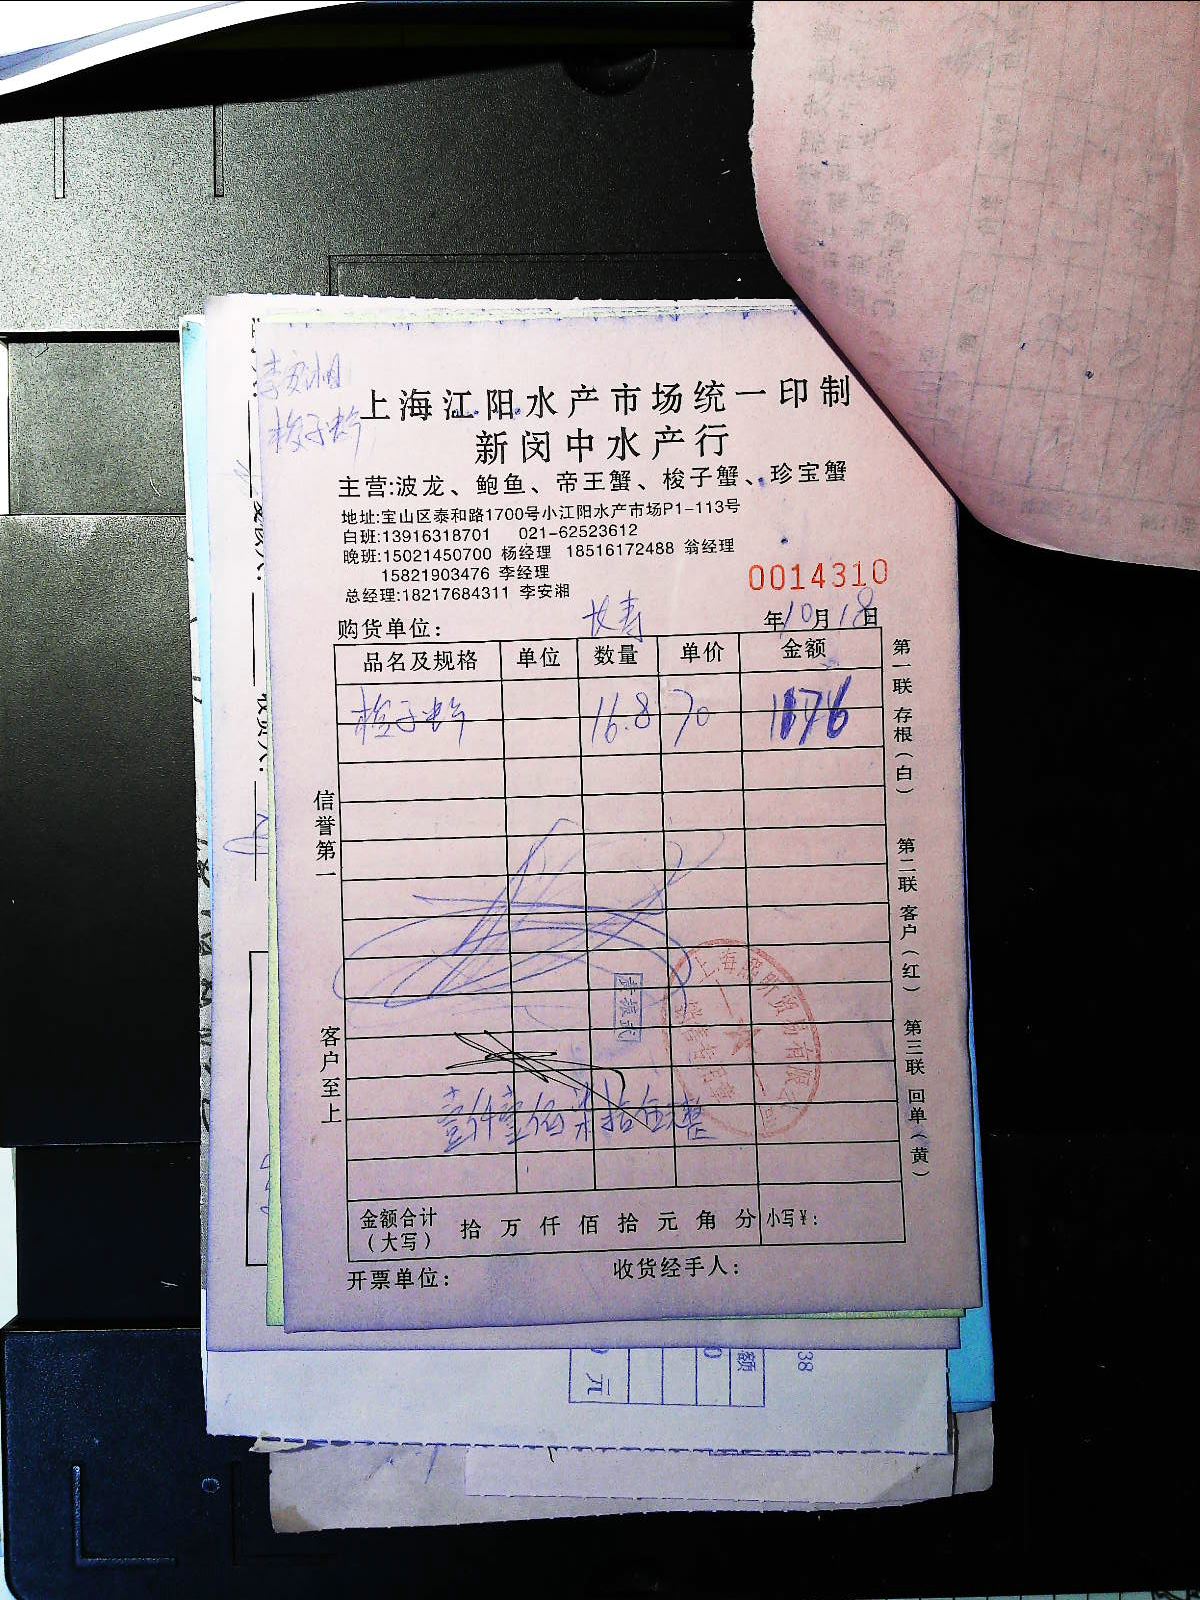 李安湘
梭子蟹
上海江阳水产市场统一印制
新闵中水产行
主营:波龙、鲍鱼、帝王蟹、梭子蟹、珍宝蟹
地址:宝山区泰和路1700号小江阳水产市场P1-113号
白班:13916318701 021-62523612
晚班:15021450700 杨经理 18516172488 翁经理
15821903476 李经理
总经理:18217684311 李安湘
0014310
购货单位: 长寿 年10月18日
品名及规格 单位 数量 单价 金额
梭子蟹 16.8 70 1176
信誉第一
客户至上
第一联 存根(白)
第二联 客户(红)
第三联 回单(黄)
壹仟壹佰柒拾
金额合计(大写) 拾 万 仟 佰 拾 元 角 分 小写¥:
开票单位: 收货经手人:
38
额
0
元